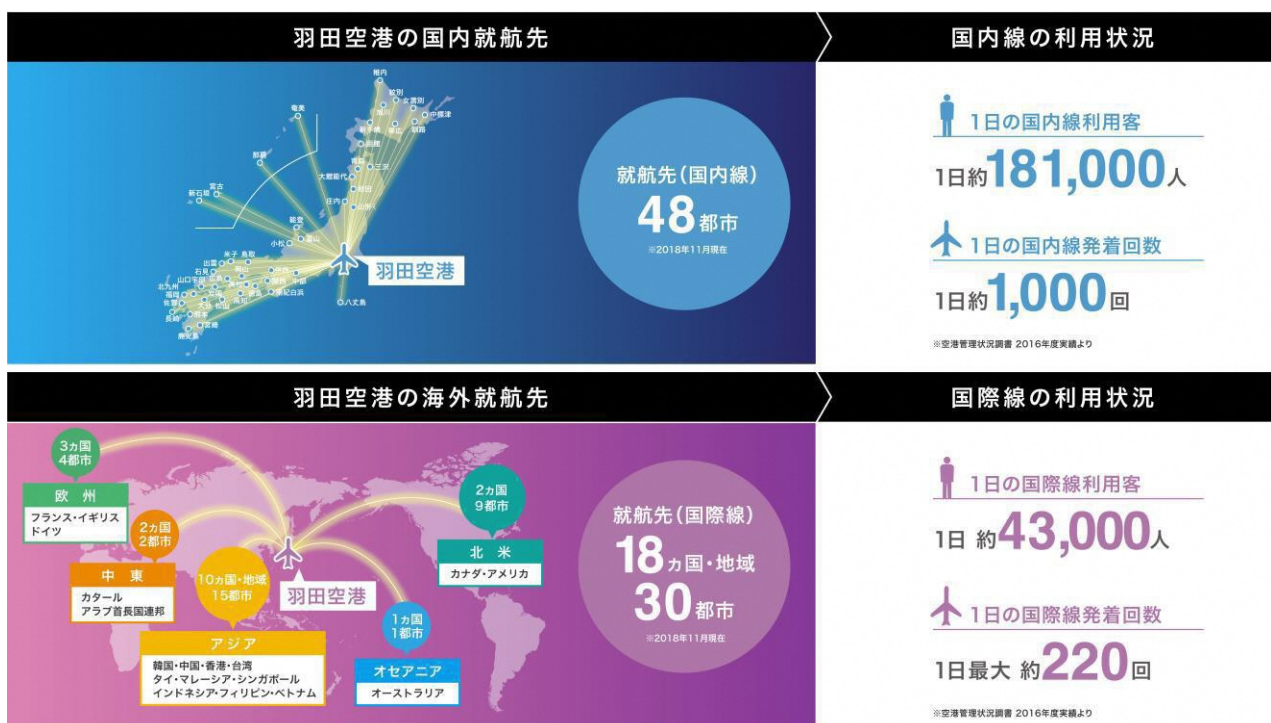 羽田空港の国内就航先
国内線の利用状況
稚内
紋別
女満別
中標津
旭川
釧路
帯広
函館
奄美
那覇
宮古
新石垣
青森
三沢
大館能代
秋田
庄内
山形
能登
富山
小松
米子 鳥取
出雲
石見
岡山
広島
山口宇部
北九州
福岡
佐賀
長崎
大分
松山
高知
徳島
熊本
宮崎
鹿児島
南紀白浜
八丈島
羽田空港
就航先(国内線)
48都市
※2018年11月現在
1日の国内線利用客
1日約181,000人
1日の国内線発着回数
1日約1,000回
※空港管理状況調書 2016年度実績より
羽田空港の海外就航先
国際線の利用状況
3ヵ国
4都市
欧 州
フランス・イギリス
ドイツ
2ヵ国
2都市
中 東
カタール
アラブ首長国連邦
10ヵ国・地域
15都市
アジア
韓国・中国・香港・台湾
タイ・マレーシア・シンガポール
インドネシア・フィリピン・ベトナム
羽田空港
1ヵ国
1都市
オセアニア
オーストラリア
2ヵ国
9都市
北 米
カナダ・アメリカ
就航先(国際線)
18ヵ国・地域
30都市
※2018年11月現在
1日の国際線利用客
1日 約43,000人
1日の国際線発着回数
1日最大 約220回
※空港管理状況調書 2016年度実績より